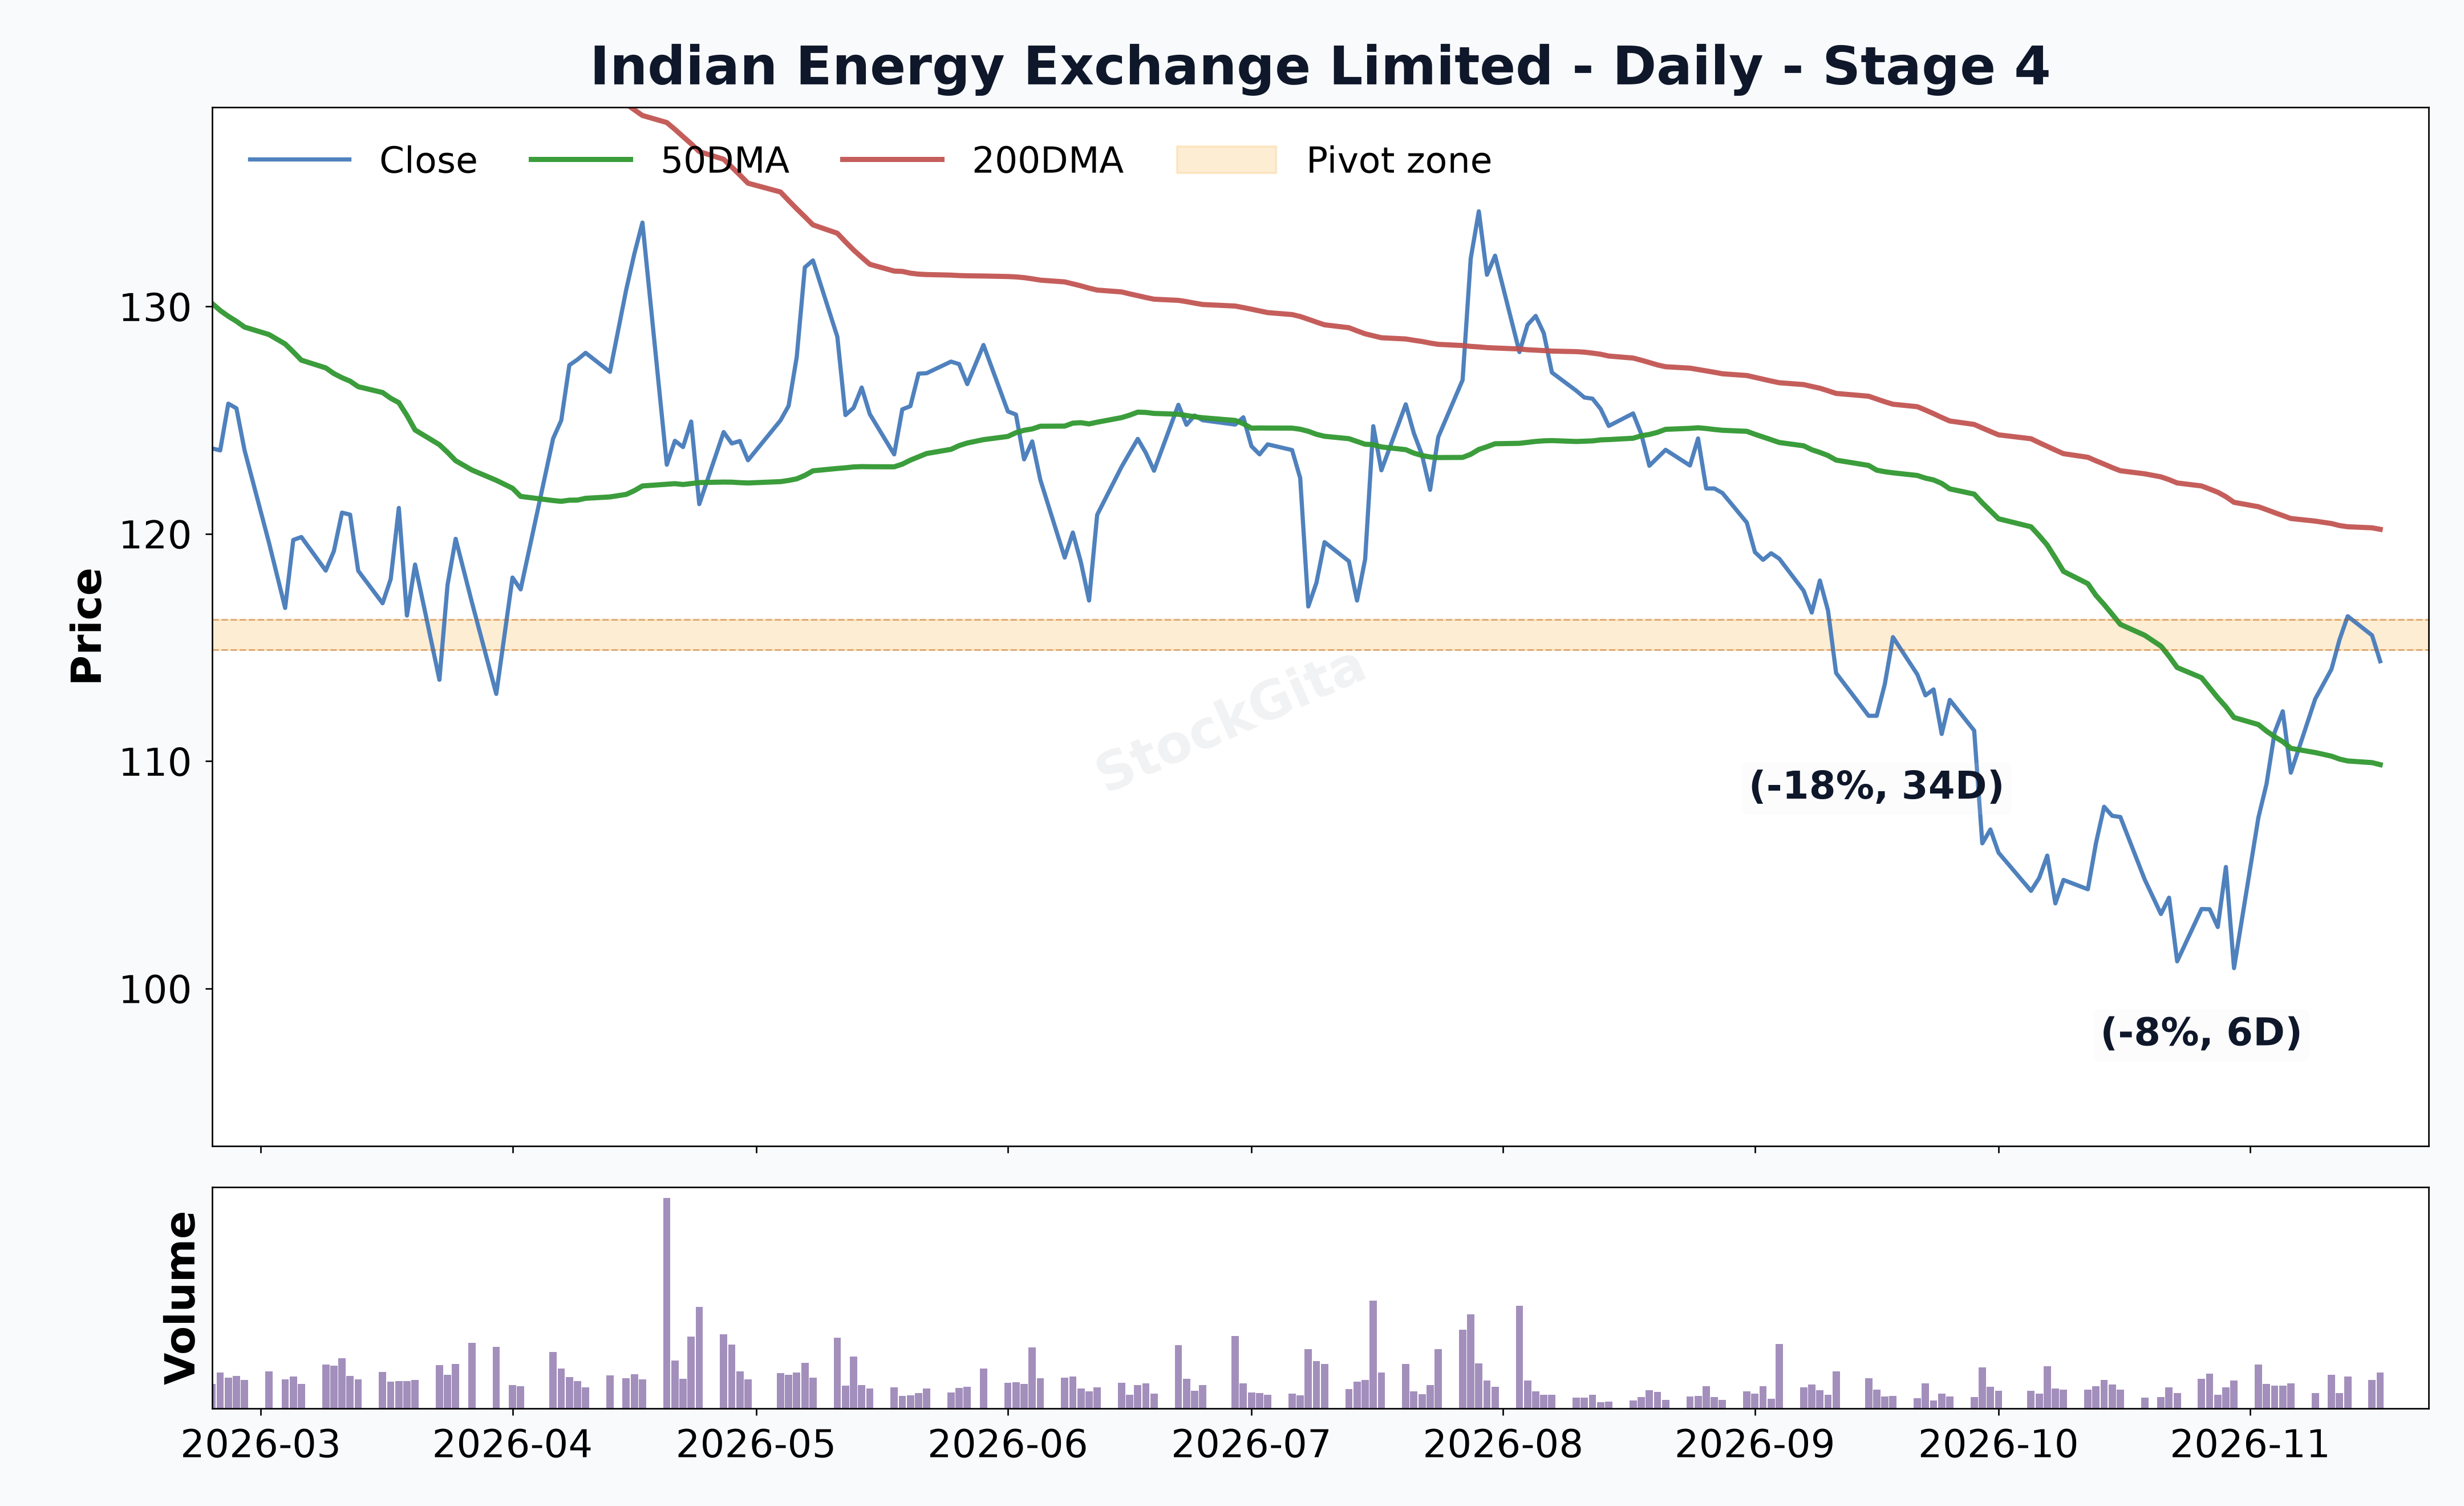 Indian Energy Exchange Limited - Daily - Stage 4
Close 50DMA 200DMA Pivot zone
130
120
110
100
Price
StockGita
(-18%, 34D)
(-8%, 6D)
Volume
2026-03 2026-04 2026-05 2026-06 2026-07 2026-08 2026-09 2026-10 2026-11